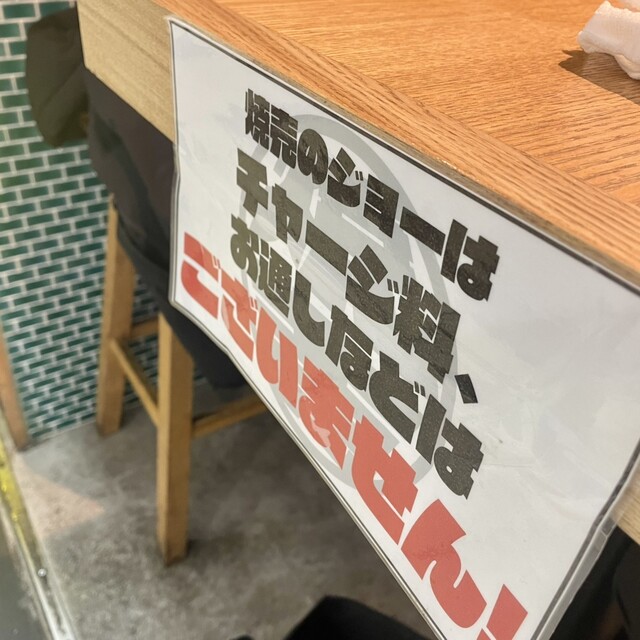 焼売のジョーは
チャージ料、
お通しなどは
ございません!